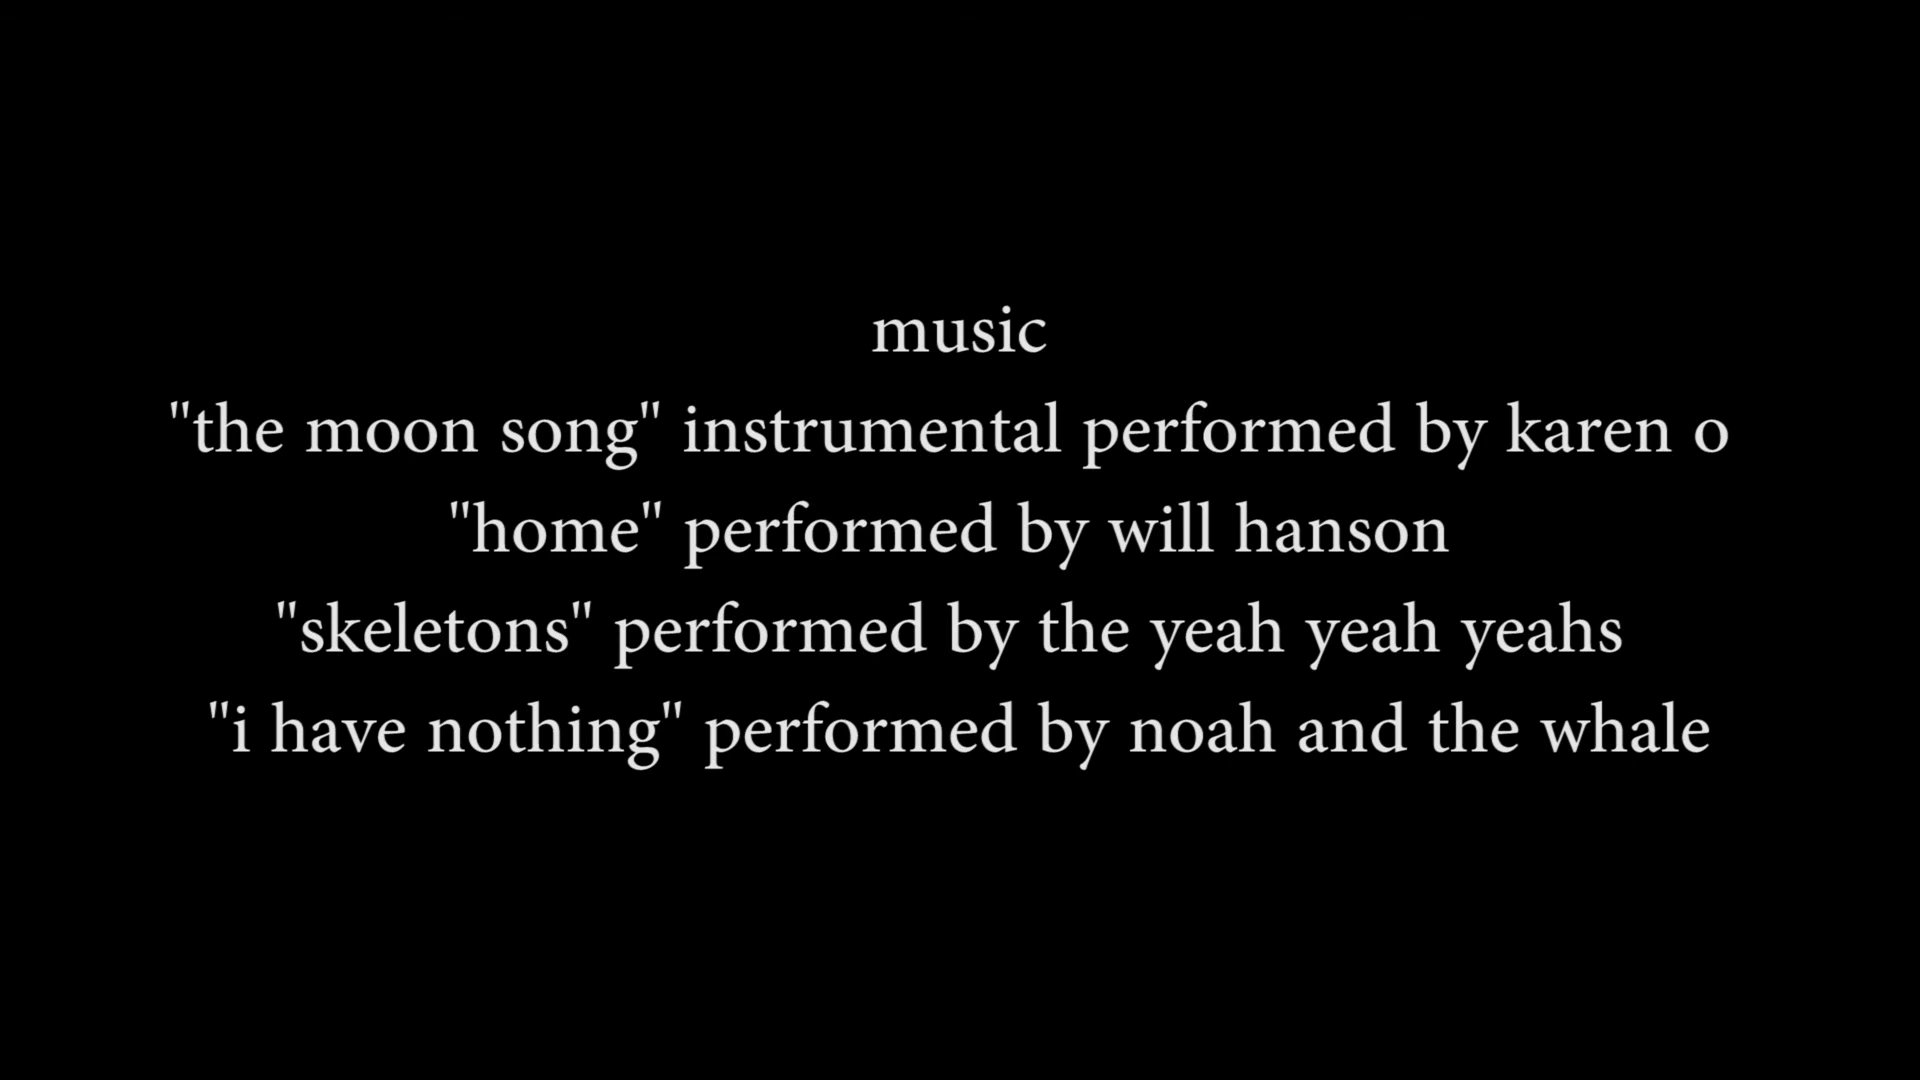 music
"the moon song" instrumental performed by karen o
"home" performed by will hanson
"skeletons" performed by the yeah yeah yeahs
"i have nothing" performed by noah and the whale